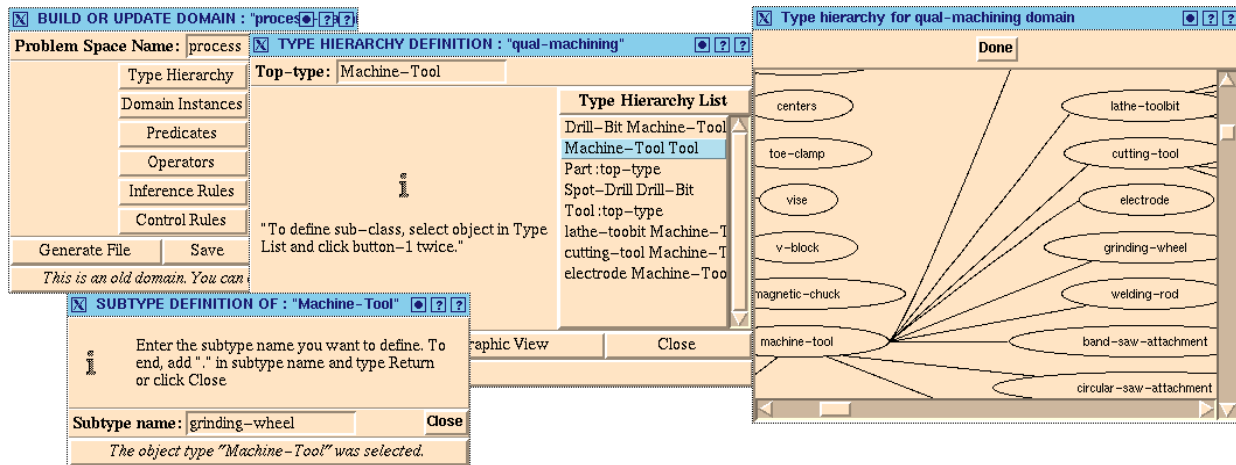 BUILD OR UPDATE DOMAIN : "proces
Problem Space Name: process
Type Hierarchy
Domain Instances
Predicates
Operators
Inference Rules
Control Rules
Generate File Save
This is an old domain. You can
TYPE HIERARCHY DEFINITION : "qual-machining"
Top-type: Machine-Tool
"To define sub-class, select object in Type
List and click button-1 twice."
Type Hierarchy List
Drill-Bit Machine-Tool
Machine-Tool Tool
Part :top-type
Spot-Drill Drill-Bit
Tool :top-type
lathe-toobit Machine-T
cutting-tool Machine-T
electrode Machine-Too
raphic View Close
SUBTYPE DEFINITION OF : "Machine-Tool"
Enter the subtype name you want to define. To
end, add "." in subtype name and type Return
or click Close
Subtype name: grinding-wheel Close
The object type "Machine-Tool" was selected.
Type hierarchy for qual-machining domain
Done
centers lathe-toolbit
toe-clamp cutting-tool
vise electrode
v-block grinding-wheel
magnetic-chuck welding-rod
machine-tool band-saw-attachment
circular-saw-attachment